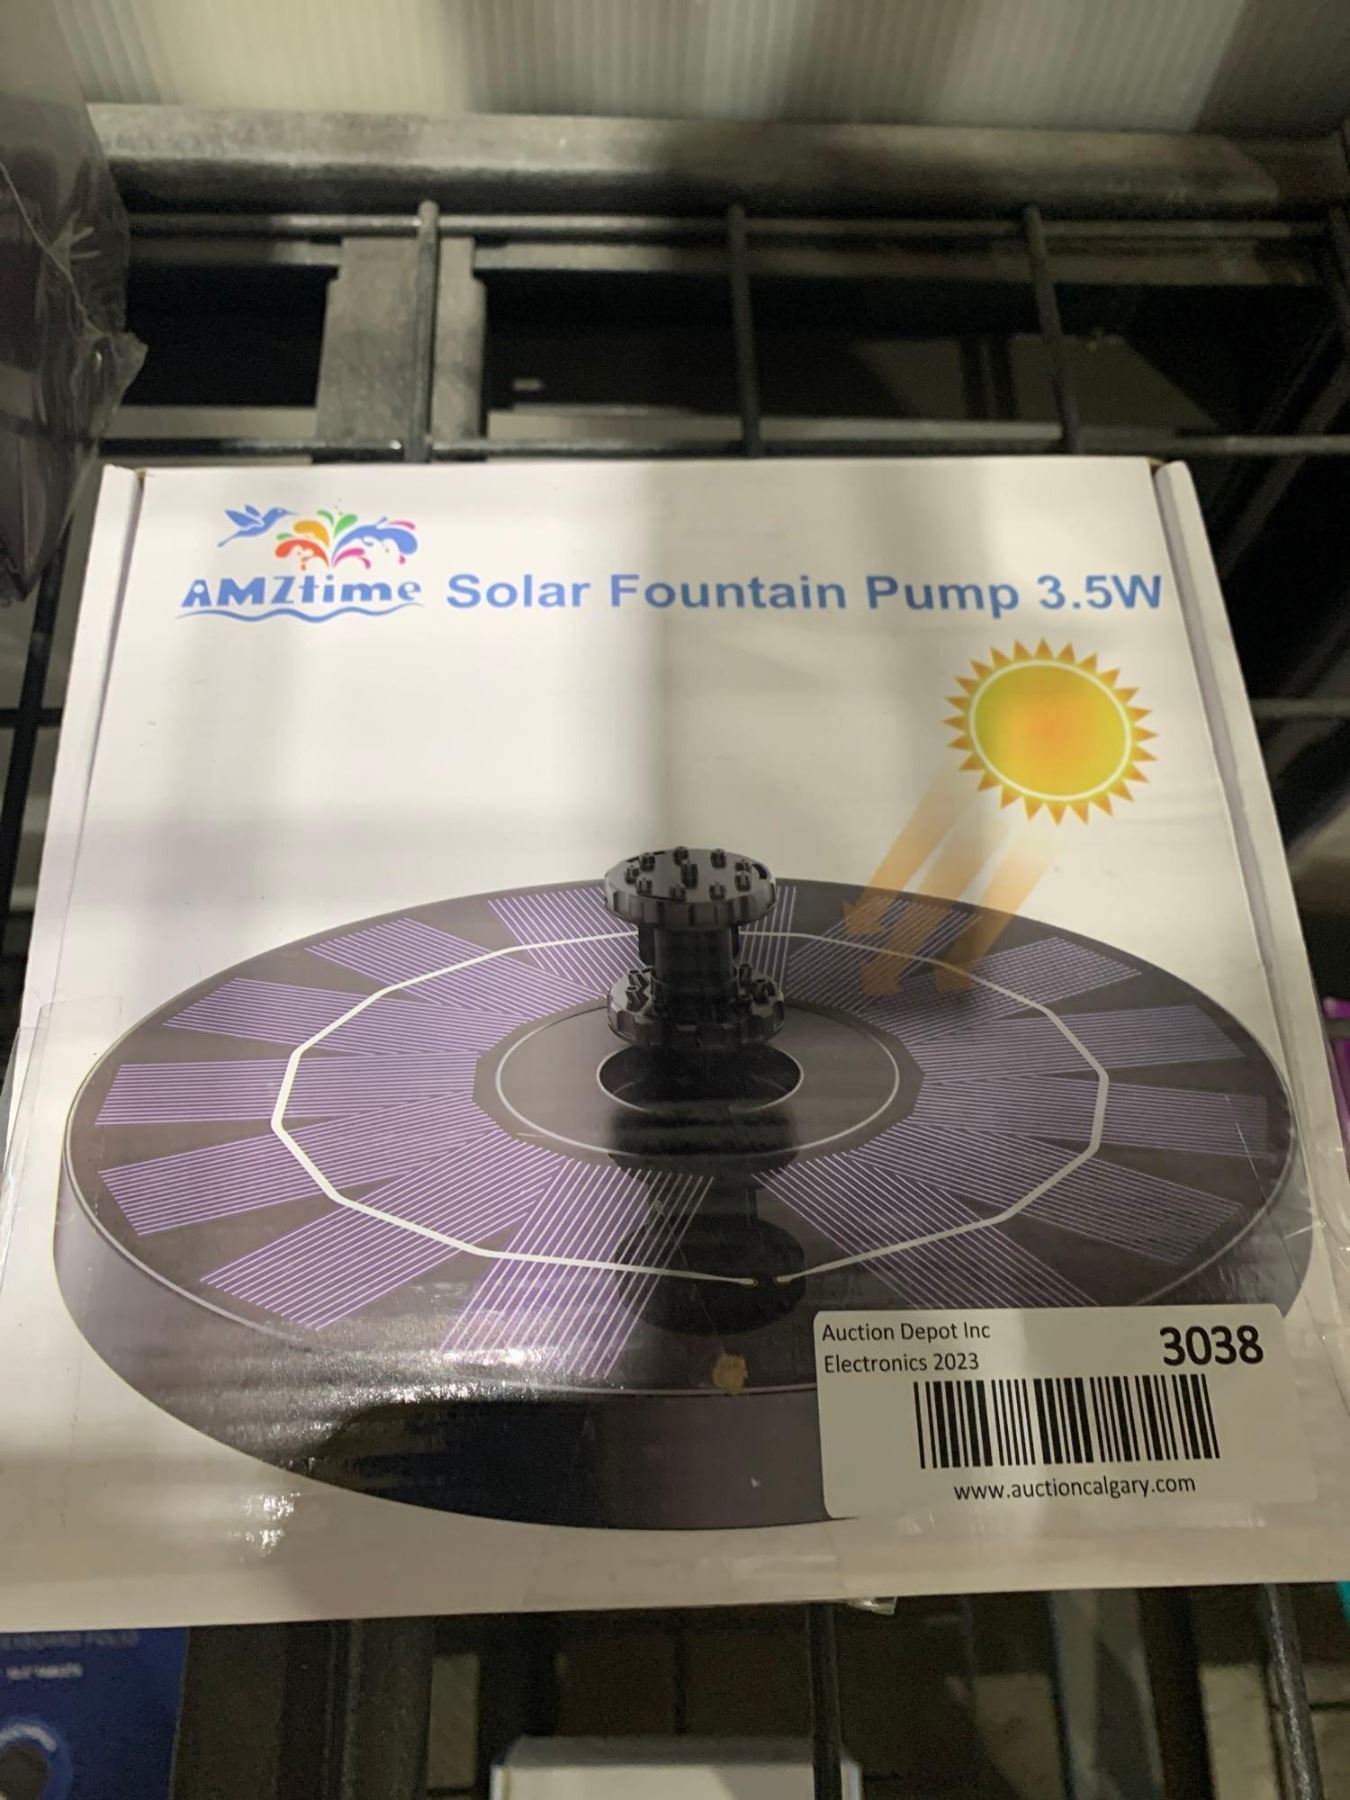 AMZtime Solar Fountain Pump 3.5W
Auction Depot Inc
Electronics 2023
3038
www.auctioncalgary.com